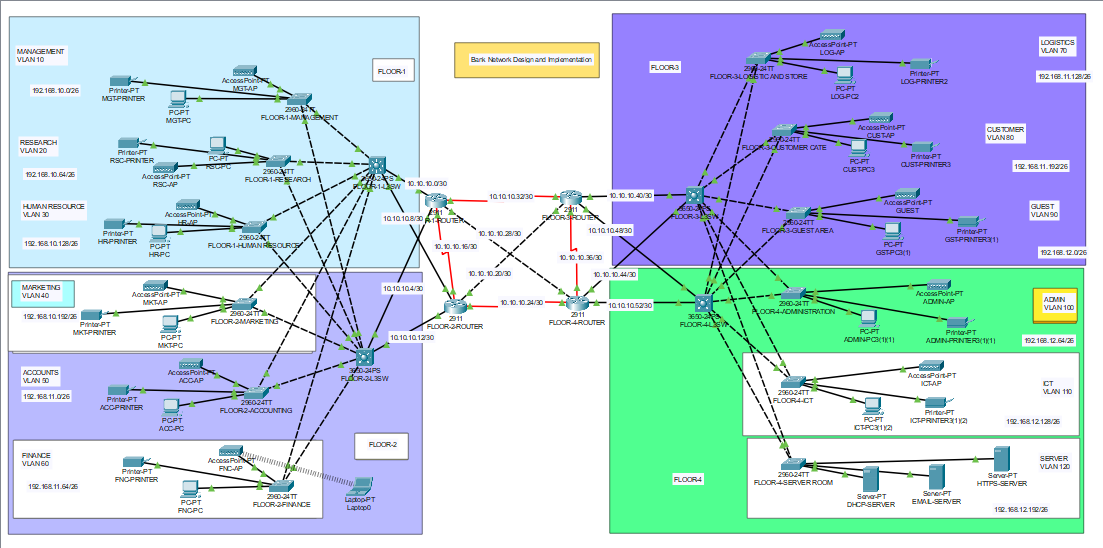 Bank Network Design and Implementation
MANAGEMENT
VLAN 10
FLOOR-1
192.168.10.0/26
AccessPoint-PT
MGT-AP
Printer-PT
MGT-PRINTER
PC-PT
MGT-PC
2960-24TT
FLOOR-1-MANAGEMENT
RESEARCH
VLAN 20
192.168.10.64/26
Printer-PT
RSC-PRINTER
PC-PT
RSC-PC
AccessPoint-PT
RSC-AP
2960-24TT
FLOOR-1-RESEARCH
HUMAN RESOURCE
VLAN 30
192.168.10.128/26
AccessPoint-PT
HR-AP
Printer-PT
HR-PRINTER
PC-PT
HR-PC
2960-24TT
FLOOR-1-HUMAN RESOURCE
FLOOR-1-L3SW
MARKETING
VLAN 40
192.168.10.192/26
AccessPoint-PT
MKT-AP
Printer-PT
MKT-PRINTER
PC-PT
MKT-PC
2960-24TT
FLOOR-2-MARKETING
ACCOUNTS
VLAN 50
192.168.11.0/26
AccessPoint-PT
ACC-AP
Printer-PT
ACC-PRINTER
PC-PT
ACC-PC
2960-24TT
FLOOR-2-ACCOUNTING
3650-24PS
FLOOR-2-L3SW
FLOOR-2
FINANCE
VLAN 60
192.168.11.64/26
AccessPoint-PT
FNC-AP
Printer-PT
FNC-PRINTER
PC-PT
FNC-PC
2960-24TT
FLOOR-2-FINANCE
Laptop-PT
Laptop0
10.10.10.0/30
10.10.10.8/30
10.10.10.32/30
10.10.10.40/30
10.10.10.48/30
10.10.10.16/30
10.10.10.28/30
10.10.10.36/30
10.10.10.20/30
10.10.10.44/30
10.10.10.4/30
10.10.10.24/30
10.10.10.52/30
10.10.10.12/30
2911
2911
2911
FLOOR-2-ROUTER
2911
FLOOR-4-ROUTER
FLOOR-3
LOGISTICS
VLAN 70
192.168.11.128/26
AccessPoint-PT
LOG-AP
Printer-PT
LOG-PRINTER2
PC-PT
LOG-PC2
2960-24TT
FLOOR-3-LOGISTIC AND STORE
CUSTOMER
VLAN 80
192.168.11.192/26
AccessPoint-PT
CUST-AP
Printer-PT
CUST-PRINTER3
PC-PT
CUST-PC3
2960-24TT
FLOOR-3-CUSTOMER CATE
GUEST
VLAN 90
192.168.12.0/26
AccessPoint-PT
GUEST
Printer-PT
GST-PRINTER3(1)
PC-PT
GST-PC3(1)
2960-24TT
FLOOR-3-GUEST AREA
3650-24PS
FLOOR-3-L3SW
ADMIN
VLAN 100
192.168.12.64/26
AccessPoint-PT
ADMIN-AP
Printer-PT
ADMIN-PRINTER3(1)(1)
PC-PT
ADMIN-PC3(1)(1)
2960-24TT
FLOOR-4-ADMINISTRATION
3650-24PS
FLOOR-4-L3SW
ICT
VLAN 110
192.168.12.128/26
AccessPoint-PT
ICT-AP
Printer-PT
ICT-PRINTER3(1)(2)
PC-PT
ICT-PC3(1)(2)
2960-24TT
FLOOR-4-ICT
FLOOR-4
SERVER
VLAN 120
192.168.12.192/26
Server-PT
HTTPS-SERVER
Server-PT
EMAIL-SERVER
Server-PT
DHCP-SERVER
2960-24TT
FLOOR-4-SERVER ROOM